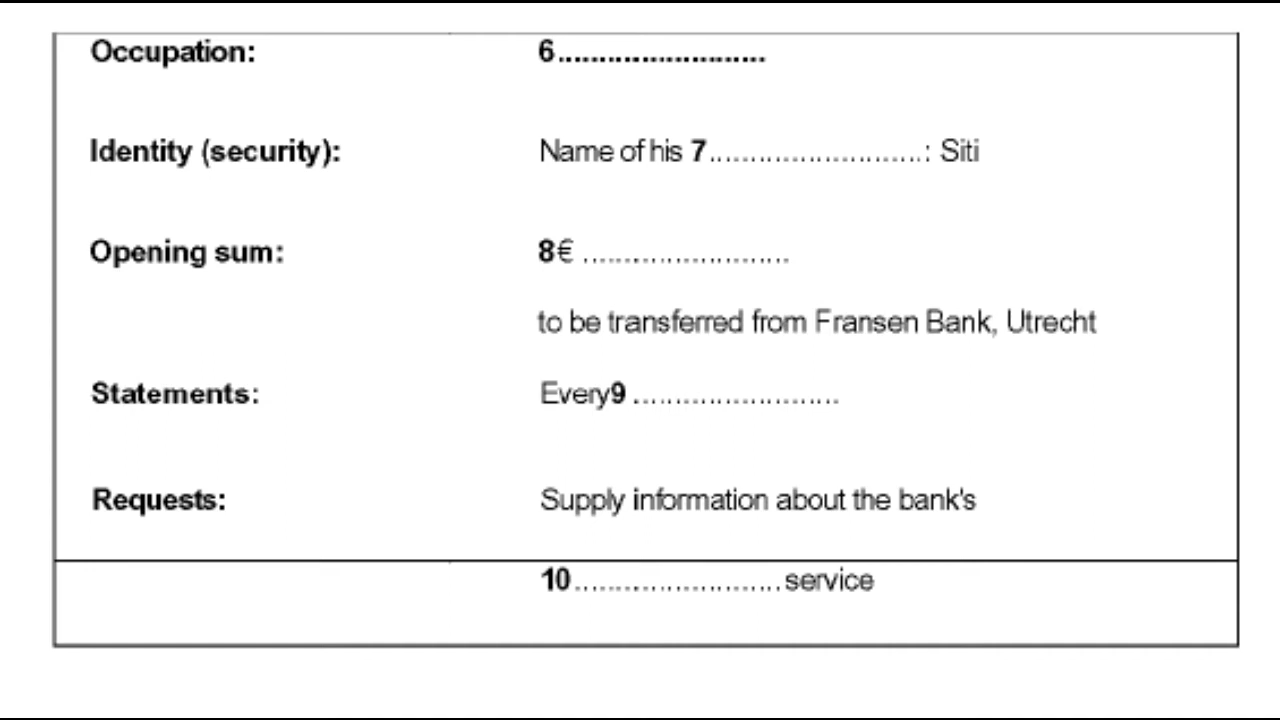 Occupation: 6.........................
Identity (security): Name of his 7..........................: Siti
Opening sum: 8€ .........................
to be transferred from Fransen Bank, Utrecht
Statements: Every9 .........................
Requests: Supply information about the bank's
10.........................service